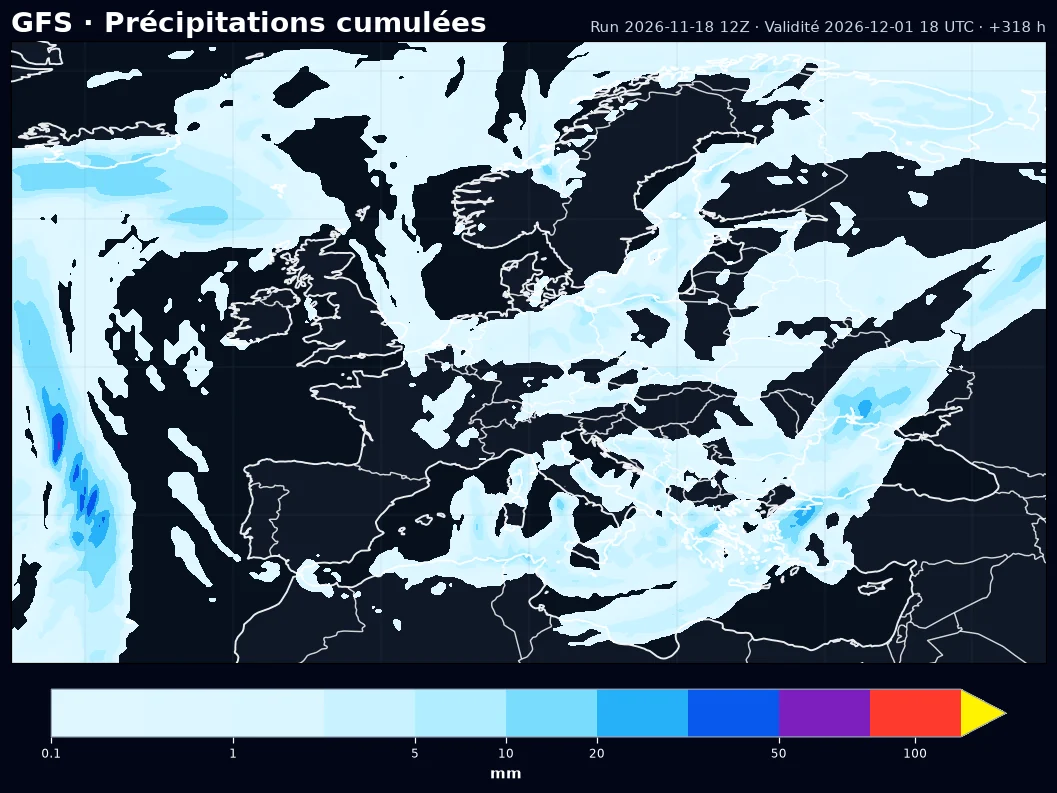 GFS · Précipitations cumulées
Run 2026-11-18 12Z · Validité 2026-12-01 18 UTC · +318 h
0.1 1 5 10 20 50 100
mm